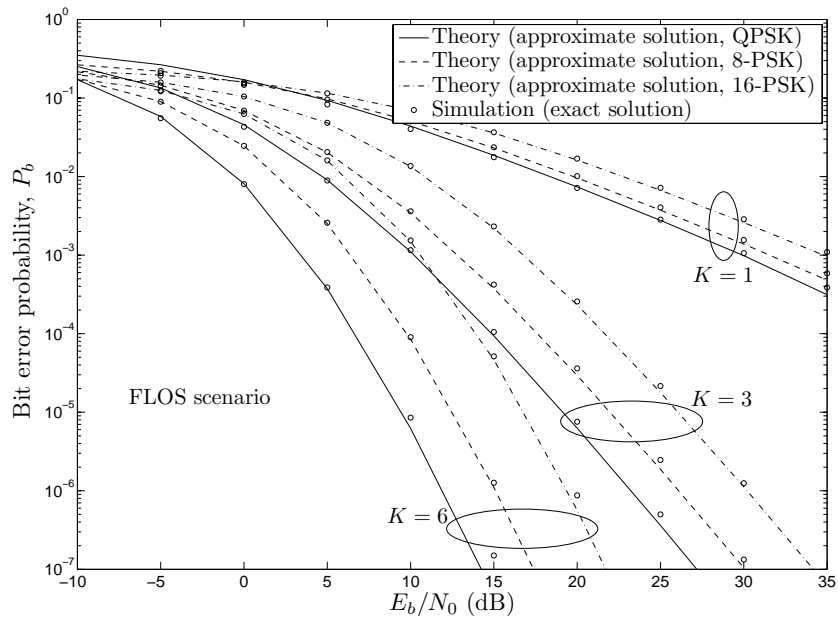 10^0
10^-1
10^-2
10^-3
10^-4
10^-5
10^-6
10^-7
Bit error probability, P_b
Theory (approximate solution, QPSK)
Theory (approximate solution, 8-PSK)
Theory (approximate solution, 16-PSK)
Simulation (exact solution)
K = 1
K = 3
FLOS scenario
K = 6
−10 −5 0 5 10 15 20 25 30 35
E_b/N_0 (dB)